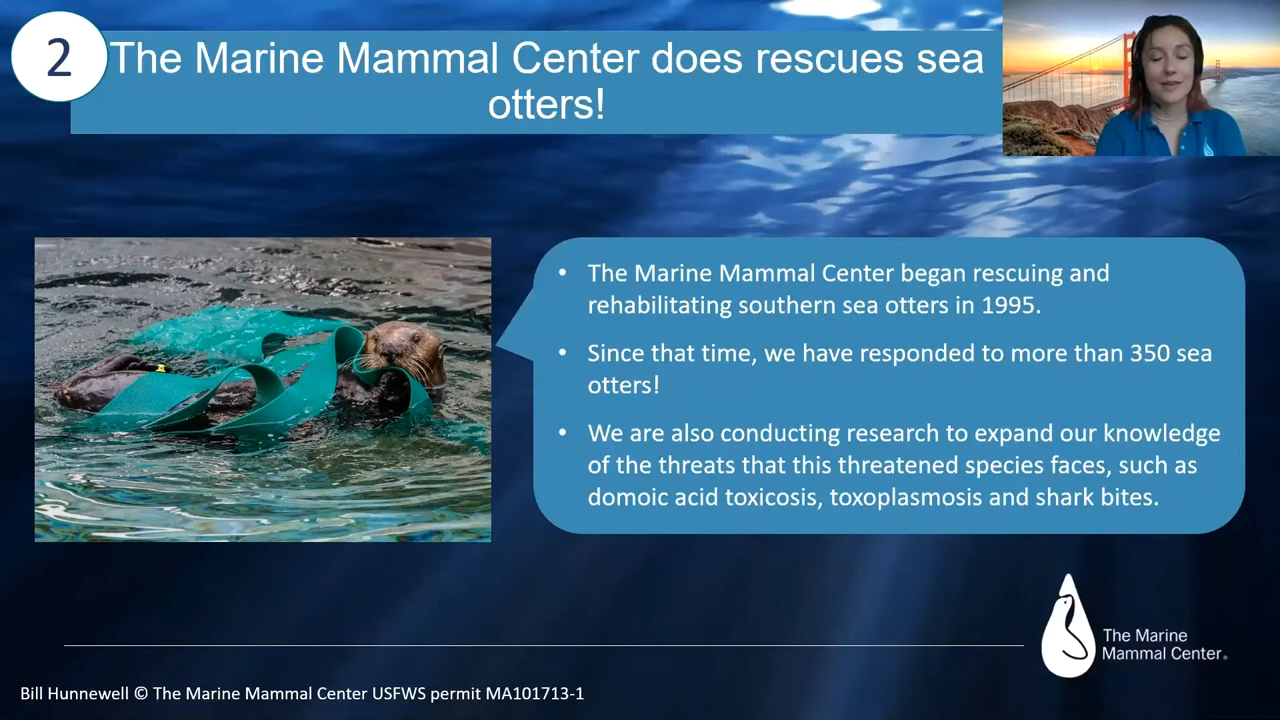 2
The Marine Mammal Center does rescues sea
otters!
• The Marine Mammal Center began rescuing and
rehabilitating southern sea otters in 1995.
• Since that time, we have responded to more than 350 sea
otters!
• We are also conducting research to expand our knowledge
of the threats that this threatened species faces, such as
domoic acid toxicosis, toxoplasmosis and shark bites.
The Marine
Mammal Center®
Bill Hunnewell © The Marine Mammal Center USFWS permit MA101713-1